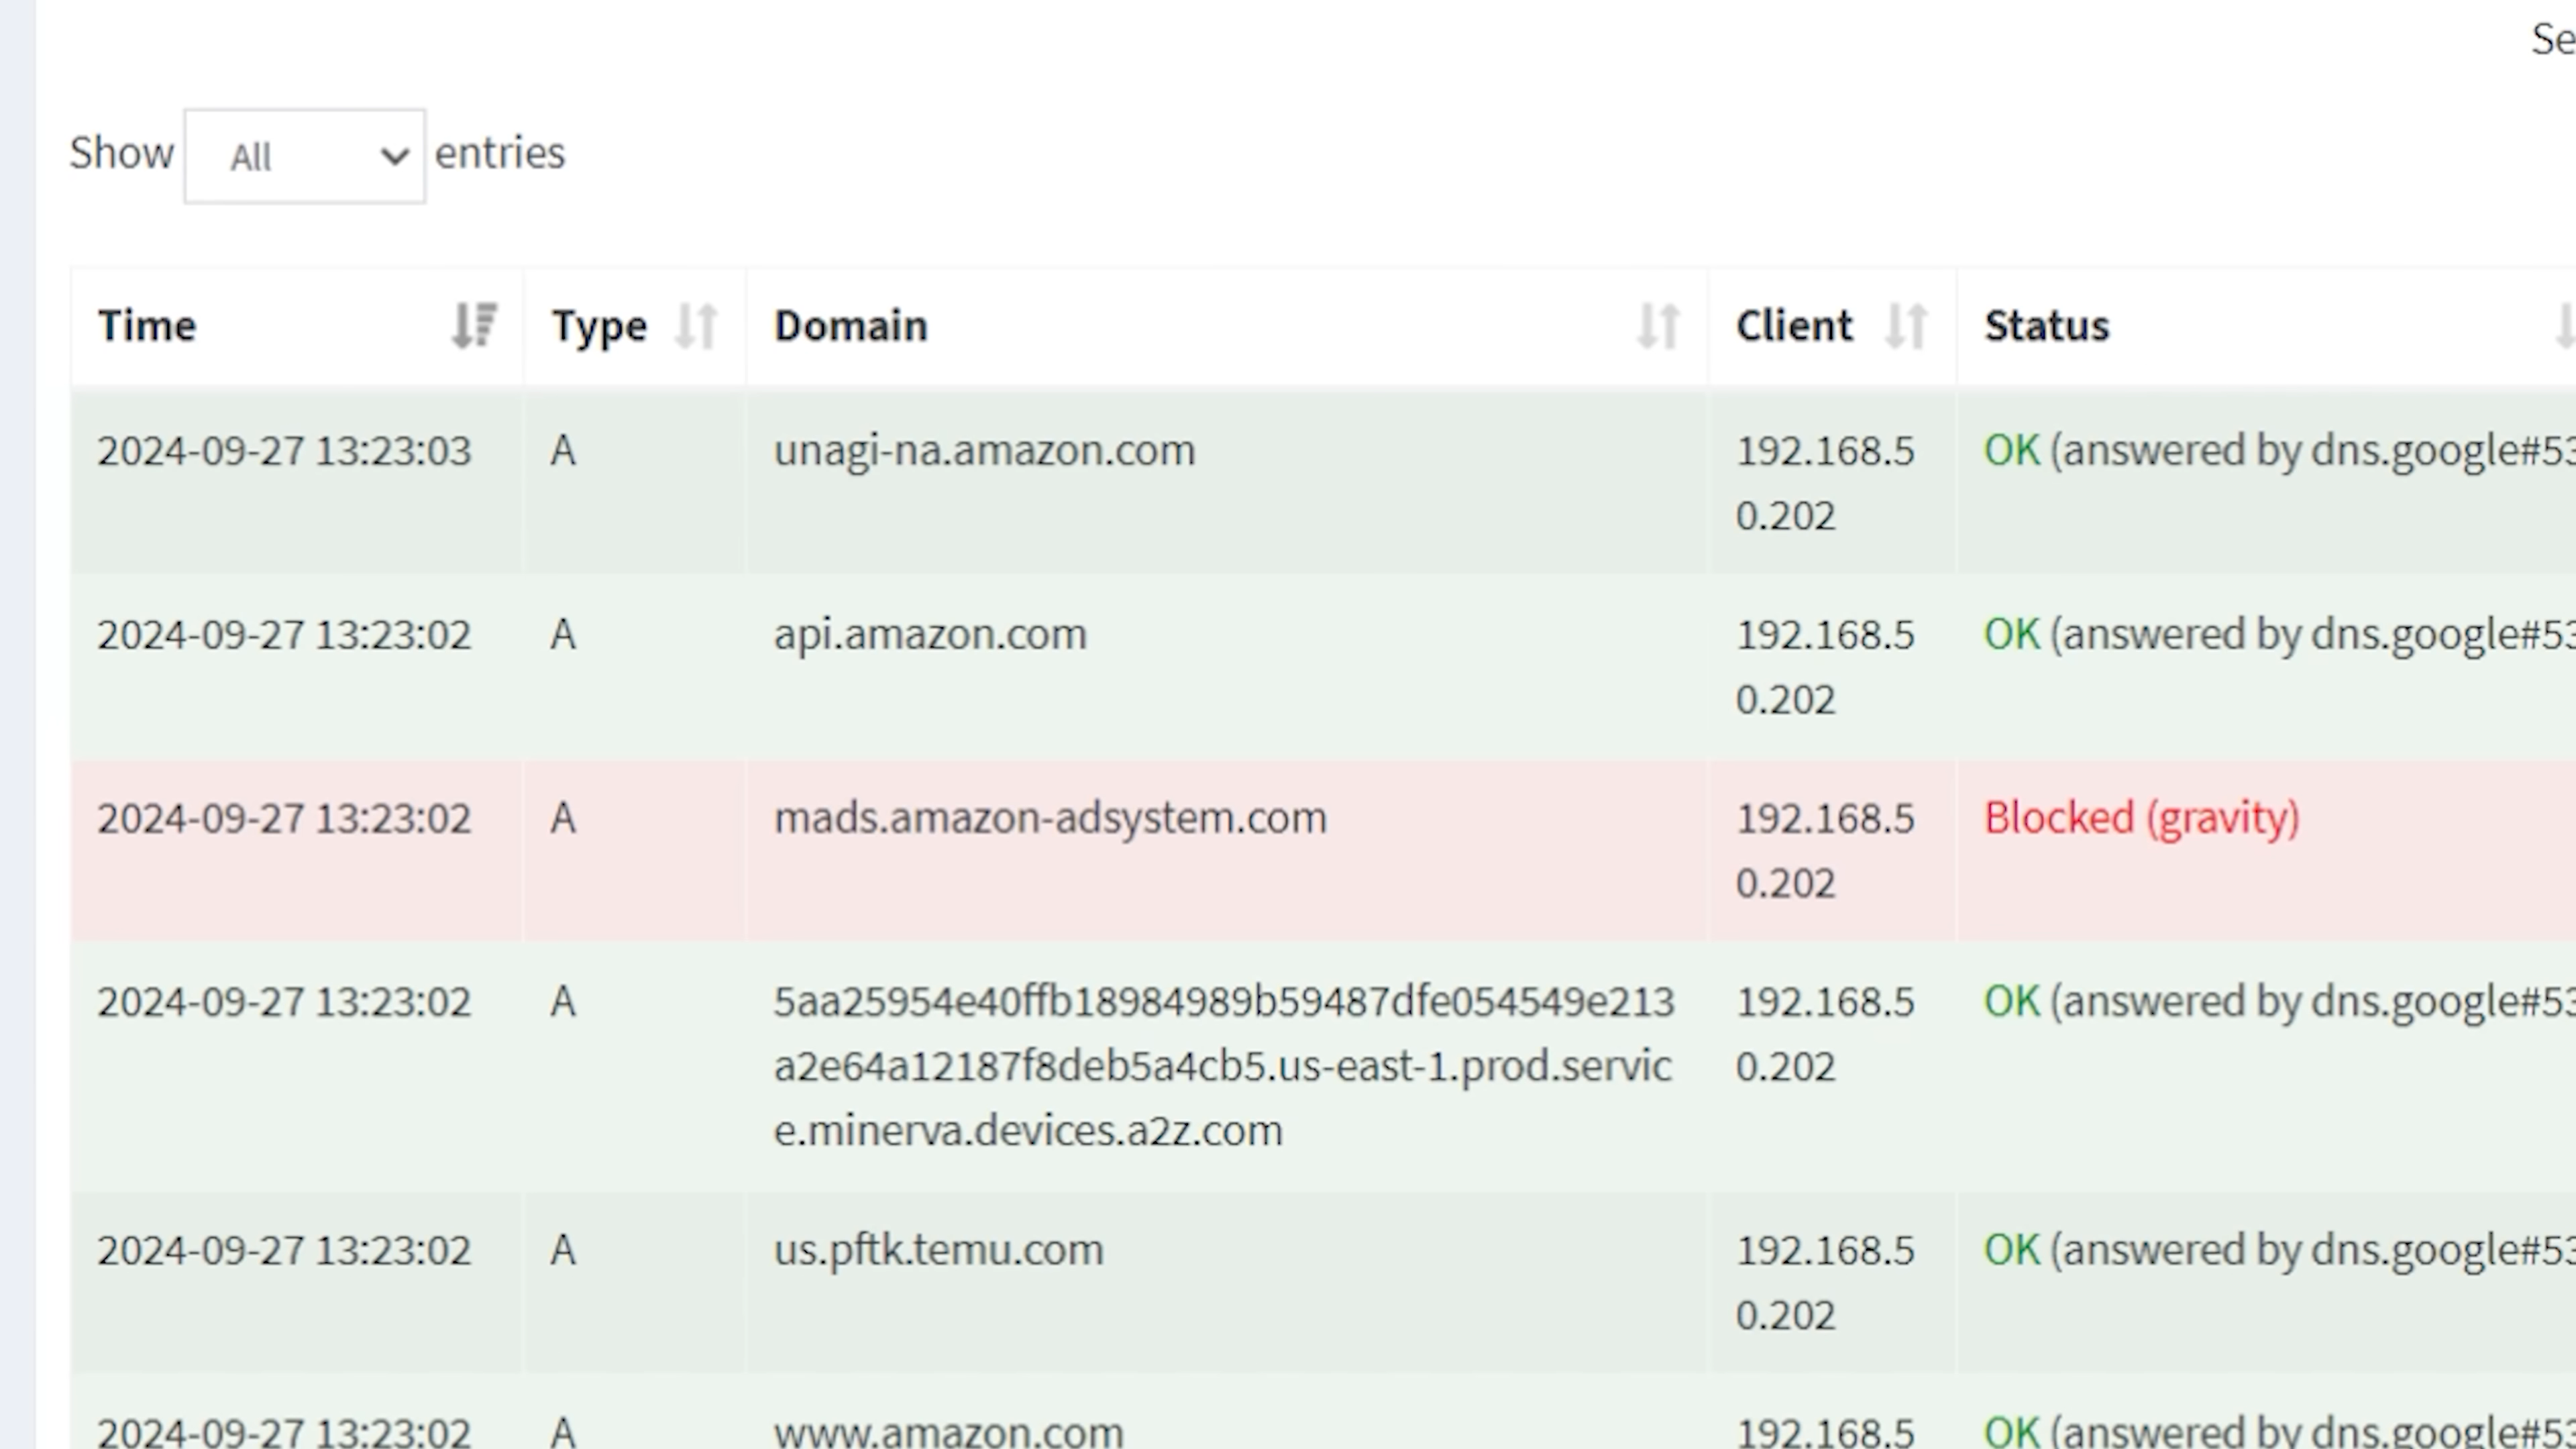 Se
Show All entries
Time Type Domain Client Status
2024-09-27 13:23:03 A unagi-na.amazon.com 192.168.5 OK (answered by dns.google#53
0.202
2024-09-27 13:23:02 A api.amazon.com 192.168.5 OK (answered by dns.google#53
0.202
2024-09-27 13:23:02 A mads.amazon-adsystem.com 192.168.5 Blocked (gravity)
0.202
2024-09-27 13:23:02 A 5aa25954e40ffb18984989b59487dfe054549e213 192.168.5 OK (answered by dns.google#53
a2e64a12187f8deb5a4cb5.us-east-1.prod.servic 0.202
e.minerva.devices.a2z.com
2024-09-27 13:23:02 A us.pftk.temu.com 192.168.5 OK (answered by dns.google#53
0.202
2024-09-27 13:23:02 A www.amazon.com 192.168.5 OK (answered by dns.google#53